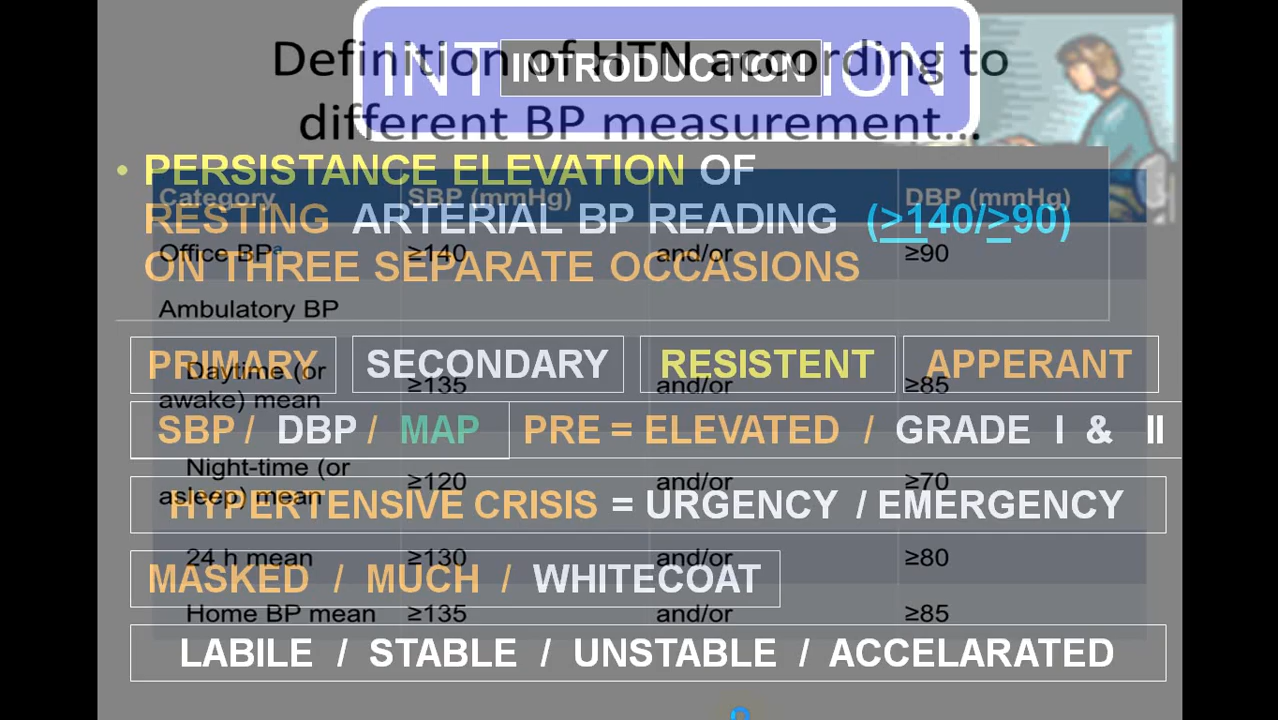 INTRODUCTION
INT ION
Definition of HTN according to
different BP measurement...
• PERSISTANCE ELEVATION OF
RESTING ARTERIAL BP READING (>140/>90)
ON THREE SEPARATE OCCASIONS
PRIMARY SECONDARY RESISTENT APPERANT
SBP / DBP / MAP PRE = ELEVATED / GRADE I & II
HYPERTENSIVE CRISIS = URGENCY / EMERGENCY
MASKED / MUCH / WHITECOAT
LABILE / STABLE / UNSTABLE / ACCELARATED
Category SBP (mmHg) DBP (mmHg)
Office BPª ≥140 and/or ≥90
Ambulatory BP
Daytime (or
awake) mean ≥135 and/or ≥85
Night-time (or
asleep) mean ≥120 and/or ≥70
24 h mean ≥130 and/or ≥80
Home BP mean ≥135 and/or ≥85